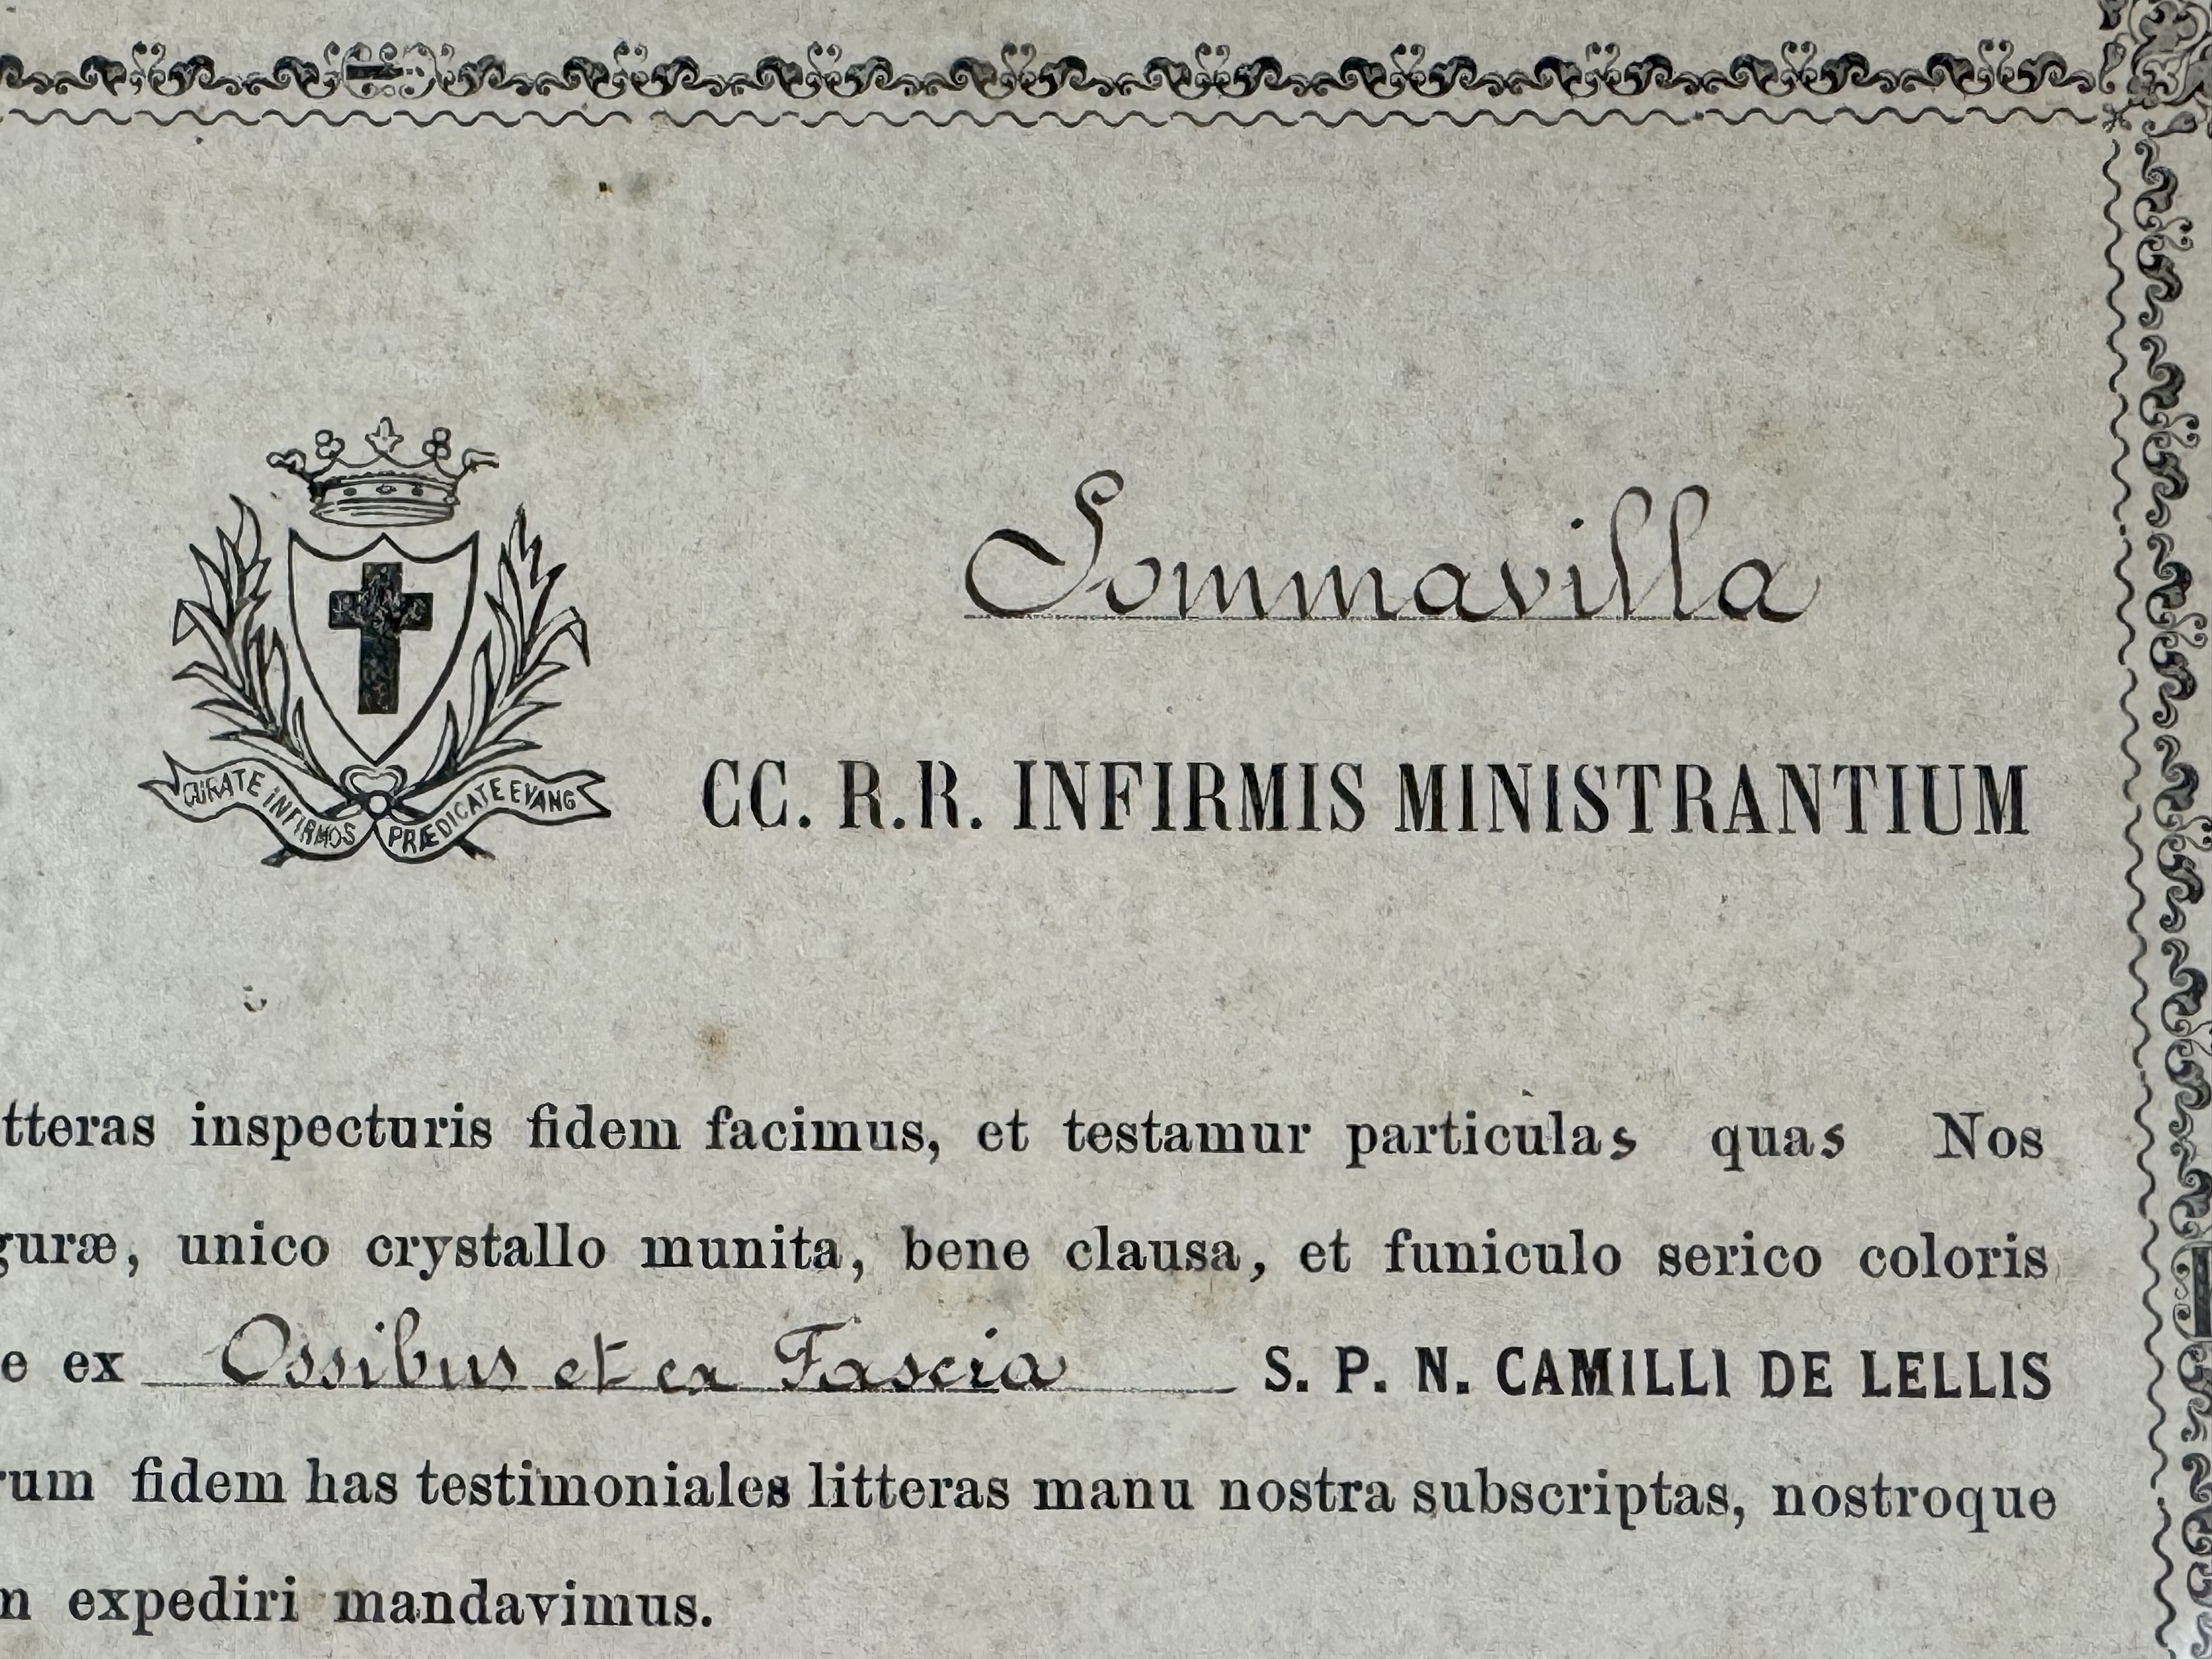 Sommavilla
CURATE INFIRMOS PRÆDICATE EVANG
CC. R.R. INFIRMIS MINISTRANTIUM
tteras inspecturis fidem facimus, et testamur particulas quas Nos
guræ, unico crystallo munita, bene clausa, et funiculo serico coloris
e ex Ossibus et ex Fascia S. P. N. CAMILLI DE LELLIS
rum fidem has testimoniales litteras manu nostra subscriptas, nostroque
n expediri mandavimus.